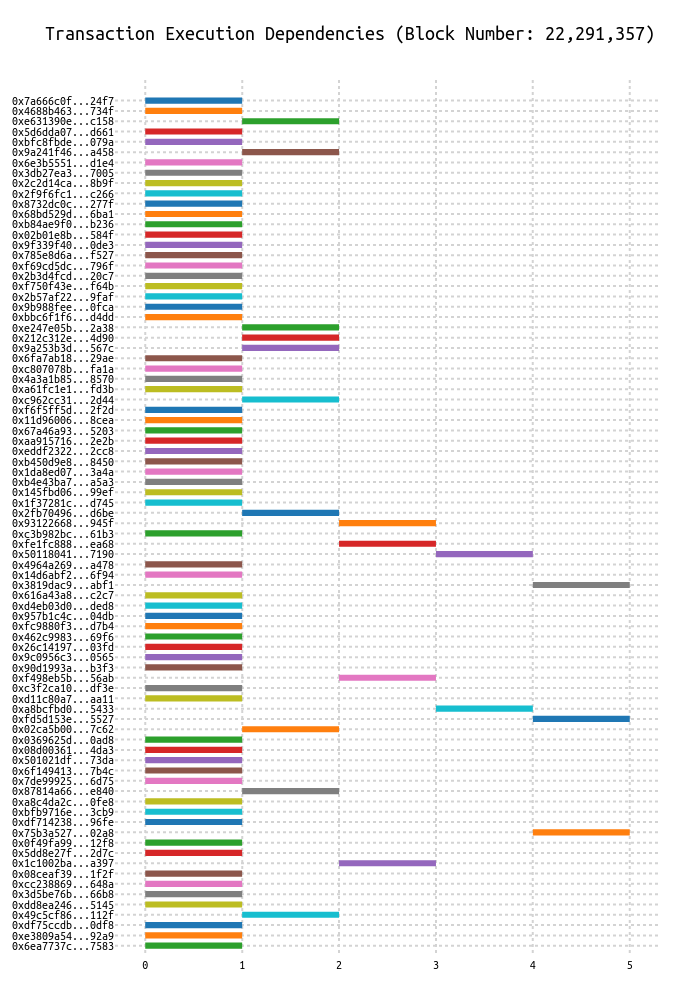 Transaction Execution Dependencies (Block Number: 22,291,357)
0x7a666c0f...24f7
0x4688b463...734f
0xe631390e...c158
0x5d6dda07...d661
0xbfc8fbde...079a
0x9a241f46...a458
0x6e3b5551...d1e4
0x3db27ea3...7005
0x2c2d14ca...8b9f
0x2f9f6fc1...c266
0x8732dc0c...277f
0x68bd529d...6ba1
0xb84ae9f0...b236
0x02b01e8b...584f
0x9f339f40...0de3
0x785e8d6a...f527
0xf69cd5dc...796f
0x2b3d4fcd...20c7
0xf750f43e...f64b
0x2b57af22...9faf
0x9b988fee...0fca
0xbbc6f1f6...d4dd
0xe247e05b...2a38
0x212c312e...4d90
0x9a253b3d...567c
0x6fa7ab18...29ae
0xc807078b...fa1a
0x4a3a1b85...8570
0xa61fc1e1...fd3b
0xc962cc31...2d44
0xf6f5ff5d...2f2d
0x11d96006...8cea
0x67a46a93...5203
0xaa915716...2e2b
0xeddf2322...2cc8
0xb450d9e8...8450
0x1da8ed07...3a4a
0xb4e43ba7...a5a3
0x145fbd06...99ef
0x1f37281c...d745
0x2fb70496...d6be
0x93122668...945f
0xc3b982bc...61b3
0xfe1fc888...ea68
0x50118041...7190
0x4964a269...a478
0x14d6abf2...6f94
0x3819dac9...abf1
0x616a43a8...c2c7
0xd4eb03d0...ded8
0x957b1c4c...04db
0xfc9880f3...d7b4
0x462c9983...69f6
0x26c14197...03fd
0x9c0956c3...0565
0x90d1993a...b3f3
0xf498eb5b...56ab
0xc3f2ca10...df3e
0xd11c80a7...aa11
0xa8bcfbd0...5433
0xfd5d153e...5527
0x02ca5b00...7c62
0x0369625d...0ad8
0x08d00361...4da3
0x501021df...73da
0x6f149413...7b4c
0x7de99925...6d75
0x87814a66...e840
0xa8c4da2c...0fe8
0xbfb9716e...3cb9
0xdf714238...96fe
0x75b3a527...02a8
0x0f49fa99...12f8
0x5dd8e27f...2d7c
0x1c1002ba...a397
0x08ceaf39...1f2f
0xcc238869...648a
0x3d5be76b...66b8
0xdd8ea246...5145
0x49c5cf86...112f
0xdf75ccdb...0df8
0xe3809a54...92a9
0x6ea7737c...7583
0 1 2 3 4 5